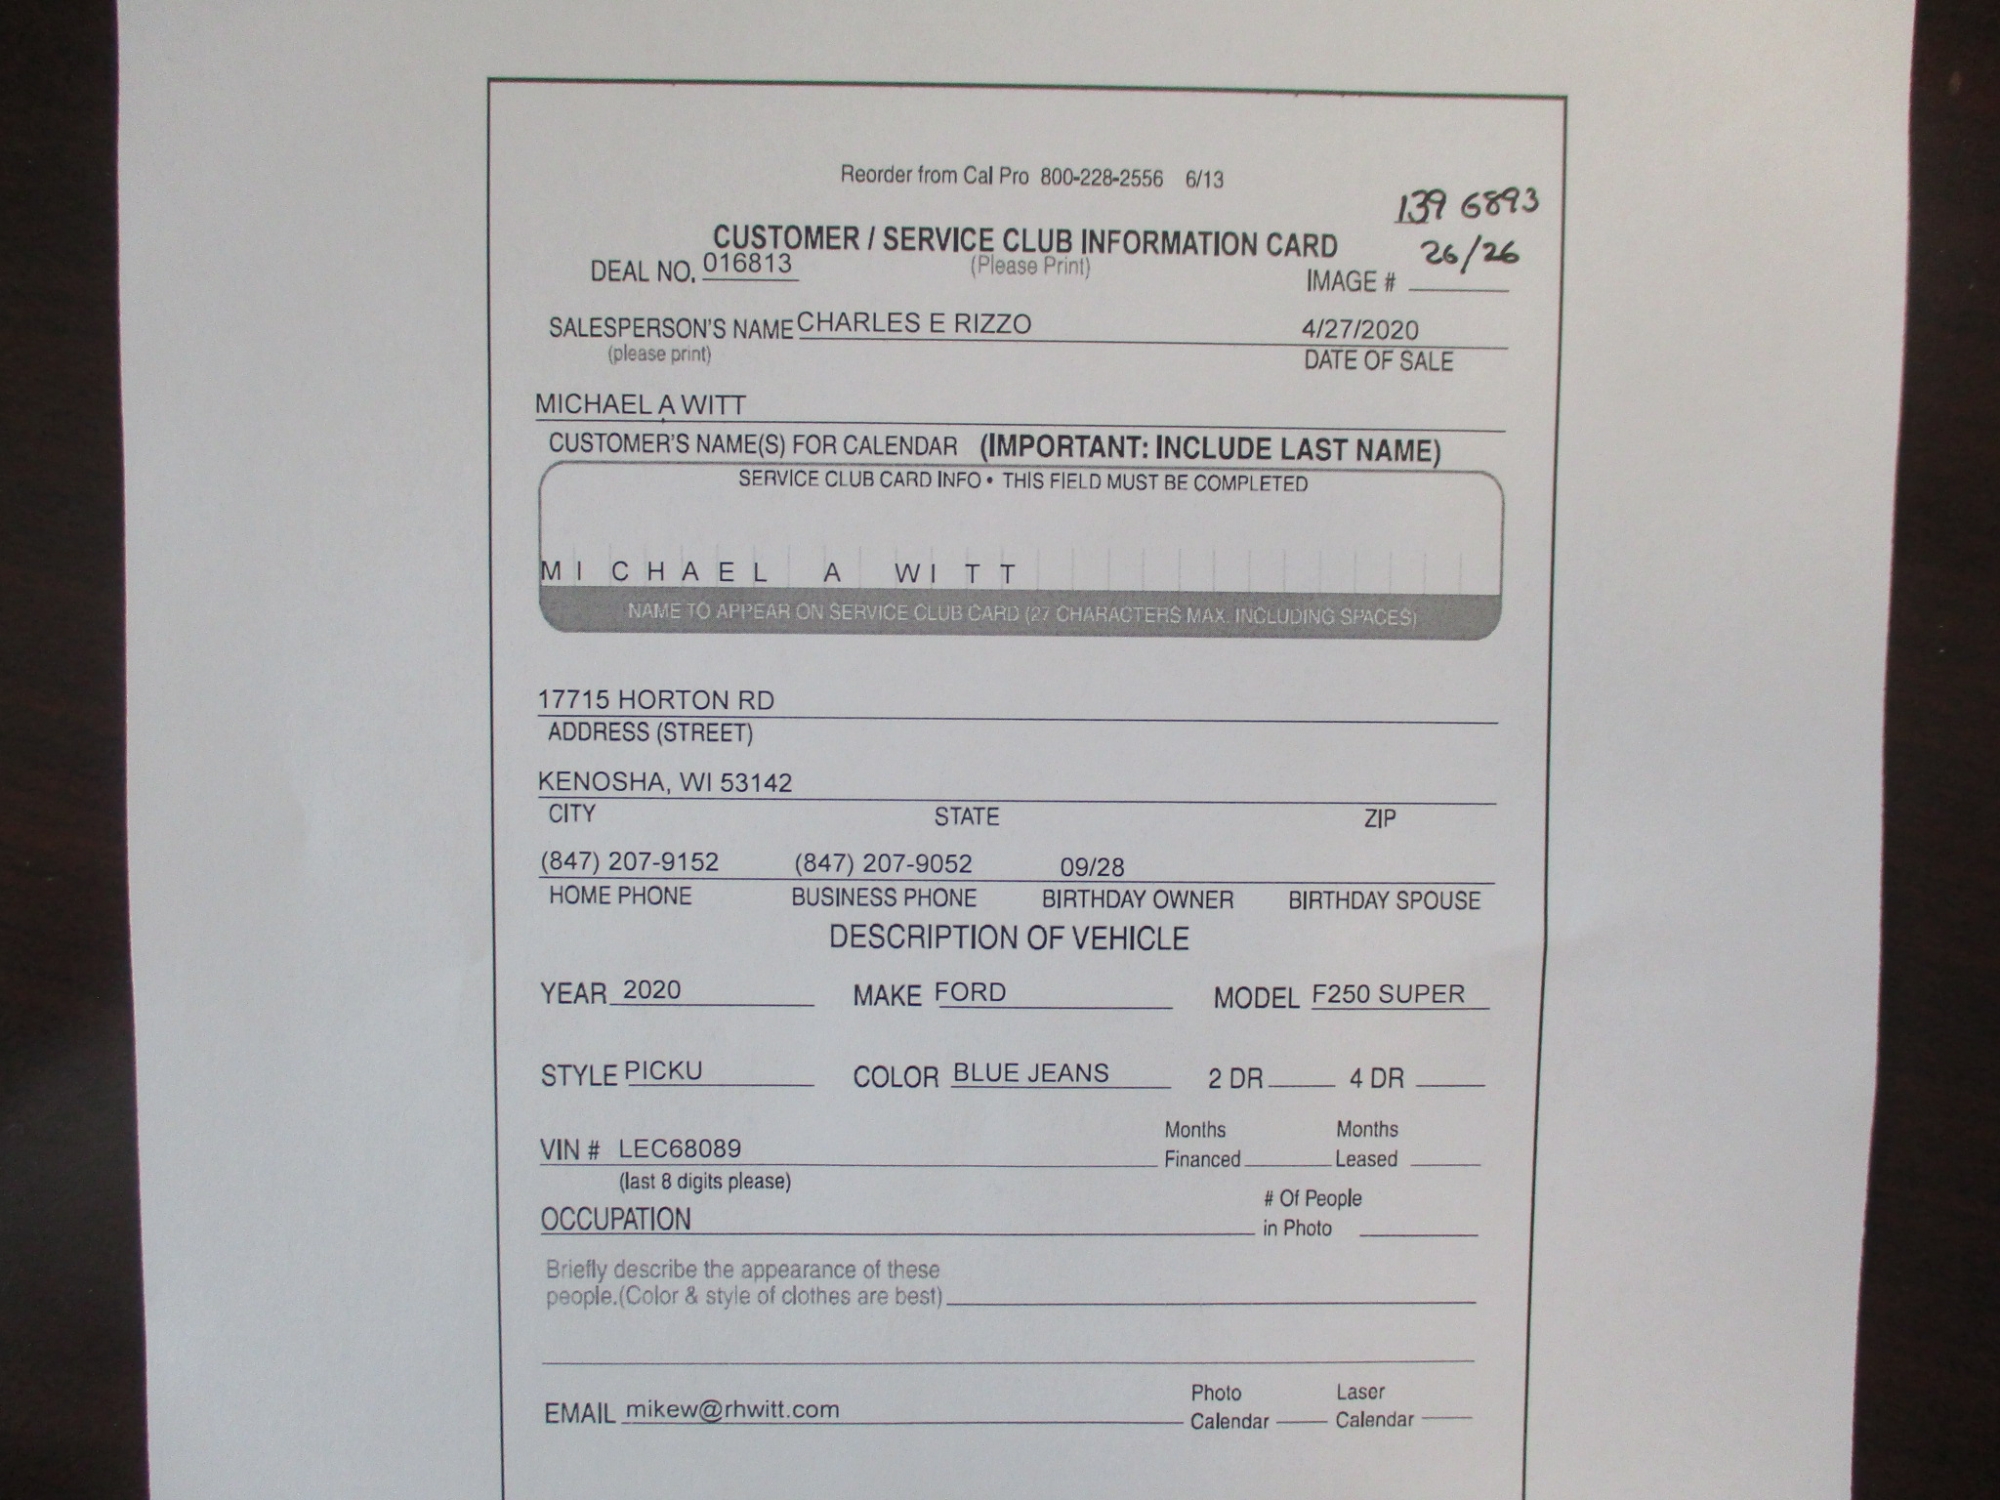 Reorder from Cal Pro 800-228-2556 6/13
139 6893
CUSTOMER / SERVICE CLUB INFORMATION CARD
26/26
DEAL NO. 016813 (Please Print) IMAGE #
SALESPERSON'S NAME CHARLES E RIZZO 4/27/2020
(please print) DATE OF SALE
MICHAEL A WITT
CUSTOMER'S NAME(S) FOR CALENDAR (IMPORTANT: INCLUDE LAST NAME)
SERVICE CLUB CARD INFO • THIS FIELD MUST BE COMPLETED
M I C H A E L A W I T T
NAME TO APPEAR ON SERVICE CLUB CARD (27 CHARACTERS MAX. INCLUDING SPACES)
17715 HORTON RD
ADDRESS (STREET)
KENOSHA, WI 53142
CITY STATE ZIP
(847) 207-9152 (847) 207-9052 09/28
HOME PHONE BUSINESS PHONE BIRTHDAY OWNER BIRTHDAY SPOUSE
DESCRIPTION OF VEHICLE
YEAR 2020 MAKE FORD MODEL F250 SUPER
STYLE PICKU COLOR BLUE JEANS 2 DR 4 DR
Months Months
VIN # LEC68089 Financed Leased
(last 8 digits please)
# Of People
OCCUPATION in Photo
Briefly describe the appearance of these
people.(Color & style of clothes are best)
Photo Laser
EMAIL mikew@rhwitt.com Calendar Calendar